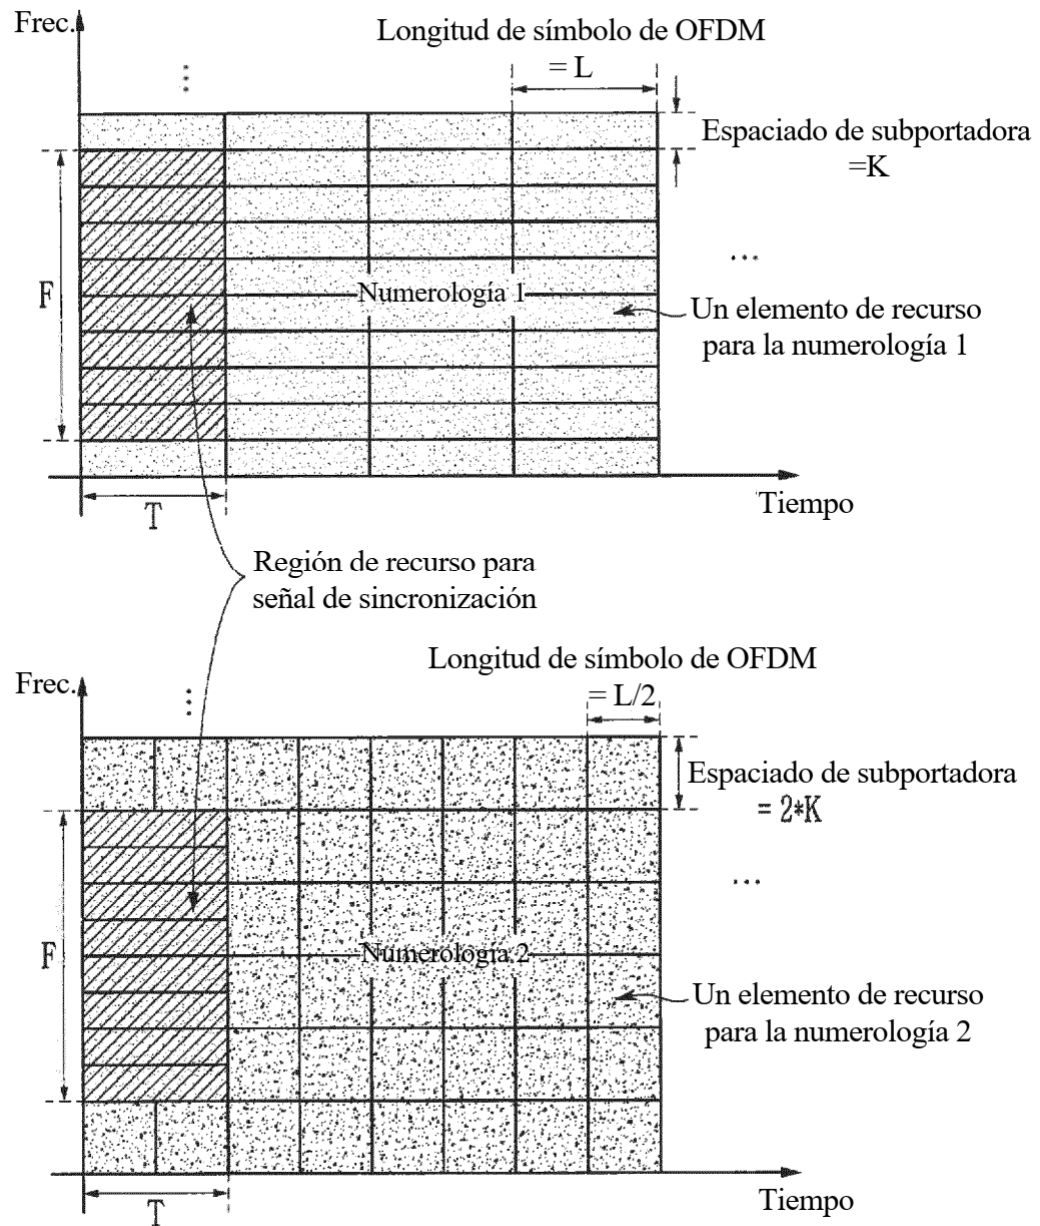 Frec.
Longitud de símbolo de OFDM
= L
Espaciado de subportadora
=K
F
Numerología 1
Un elemento de recurso
para la numerología 1
T
Tiempo
Región de recurso para
señal de sincronización
Longitud de símbolo de OFDM
Frec.
= L/2
Espaciado de subportadora
= 2*K
F
Numerología 2
Un elemento de recurso
para la numerología 2
T
Tiempo